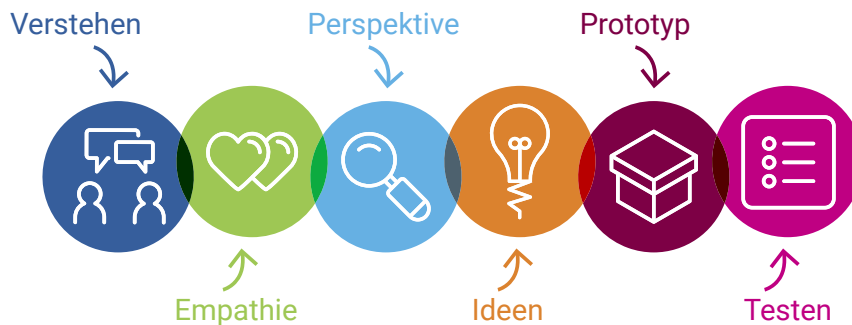 Verstehen
Perspektive
Prototyp
Empathie
Ideen
Testen